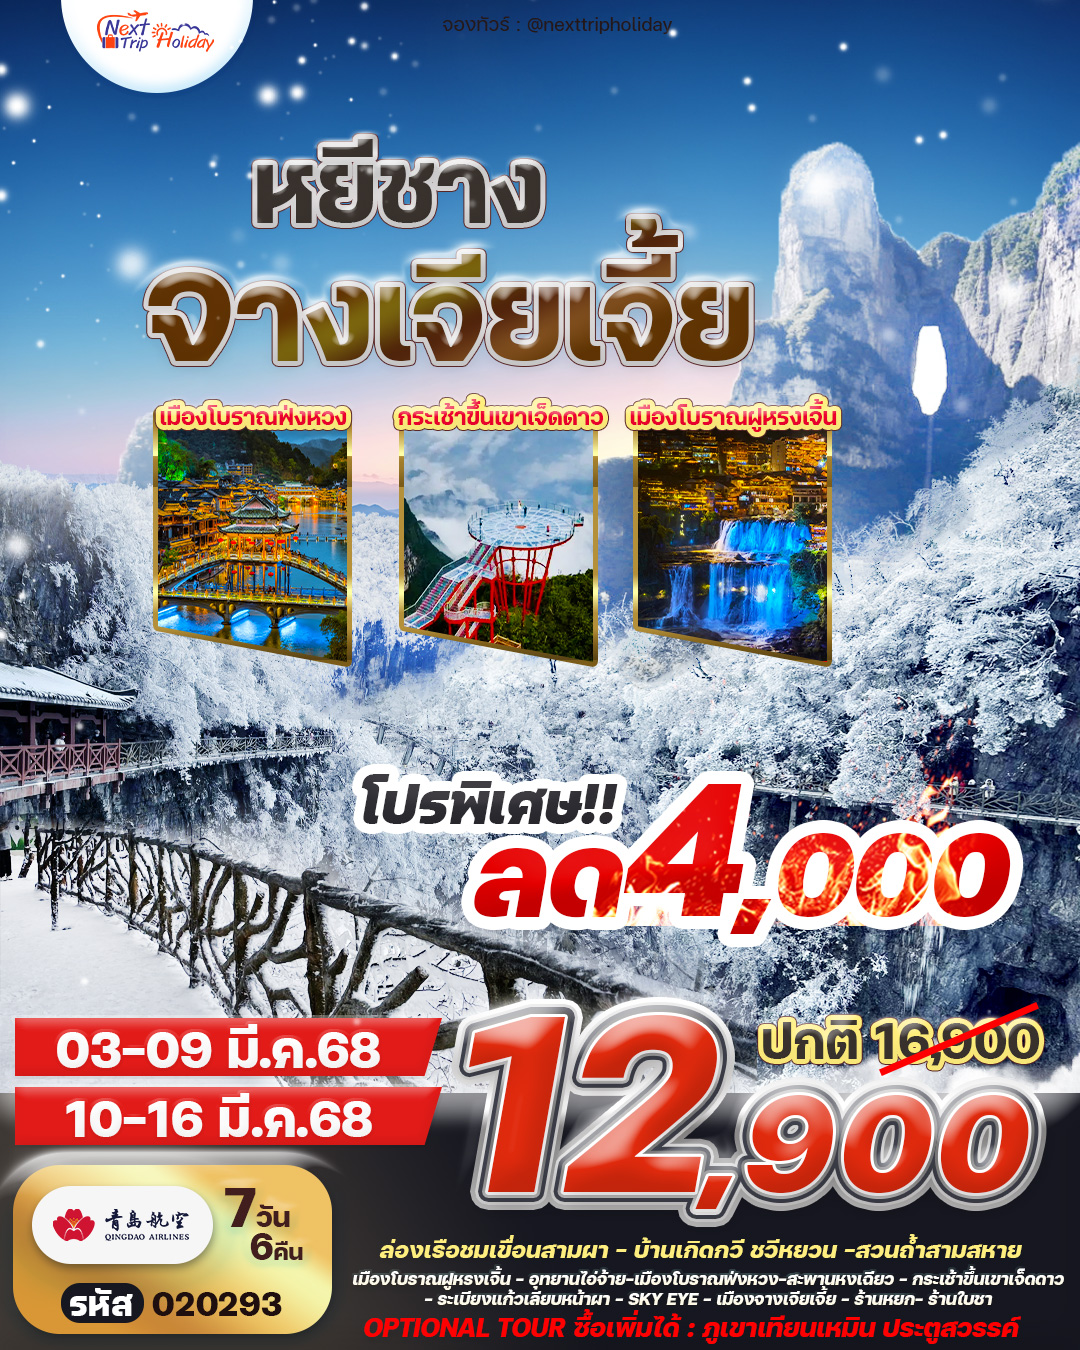 Next Trip Holiday
จองทัวร์ : @nexttripholiday
หยีชาง
จางเจียเจี้ย
เมืองโบราณฟ่งหวง
กระเช้าขึ้นเขาเจ็ดดาว
เมืองโบราณฝูหรงเจิ้น
โปรพิเศษ!!
ลด4,000
ปกติ 16,900
12,900
03-09 มี.ค.68
10-16 มี.ค.68
青島航空
QINGDAO AIRLINES
7วัน
6คืน
รหัส 020293
ล่องเรือชมเขื่อนสามผา - บ้านเกิดกวี ชวีหยวน -สวนถ้ำสามสหาย
เมืองโบราณฝูหรงเจิ้น - อุทยานไอ่จ้าย-เมืองโบราณฟ่งหวง-สะพานหงเฉียว - กระเช้าขึ้นเขาเจ็ดดาว
- ระเบียงแก้วเลียบหน้าผา - SKY EYE - เมืองจางเจียเจี้ย - ร้านหยก- ร้านใบชา
OPTIONAL TOUR ซื้อเพิ่มได้ : ภูเขาเทียนเหมิน ประตูสวรรค์